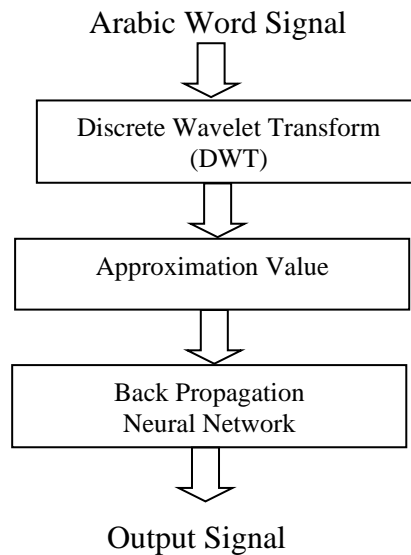 Arabic Word Signal
Discrete Wavelet Transform
(DWT)
Approximation Value
Back Propagation
Neural Network
Output Signal